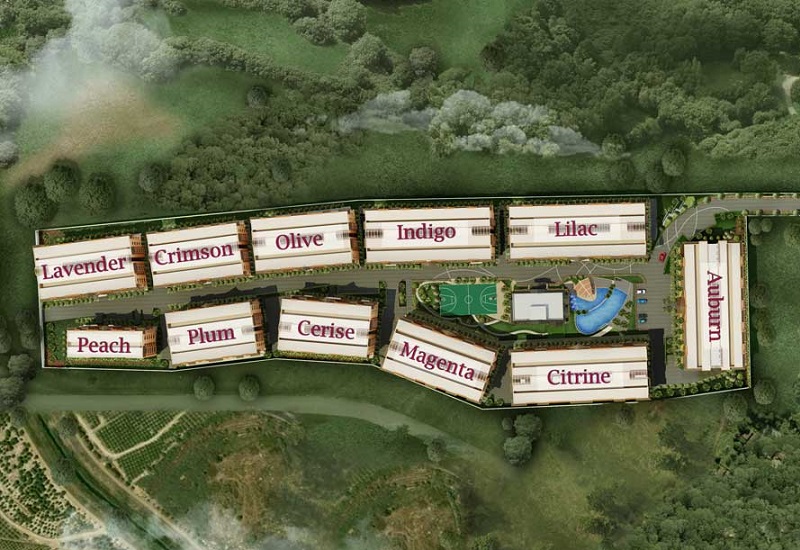 Lavender
Crimson
Olive
Indigo
Lilac
Auburn
Peach
Plum
Cerise
Magenta
Citrine